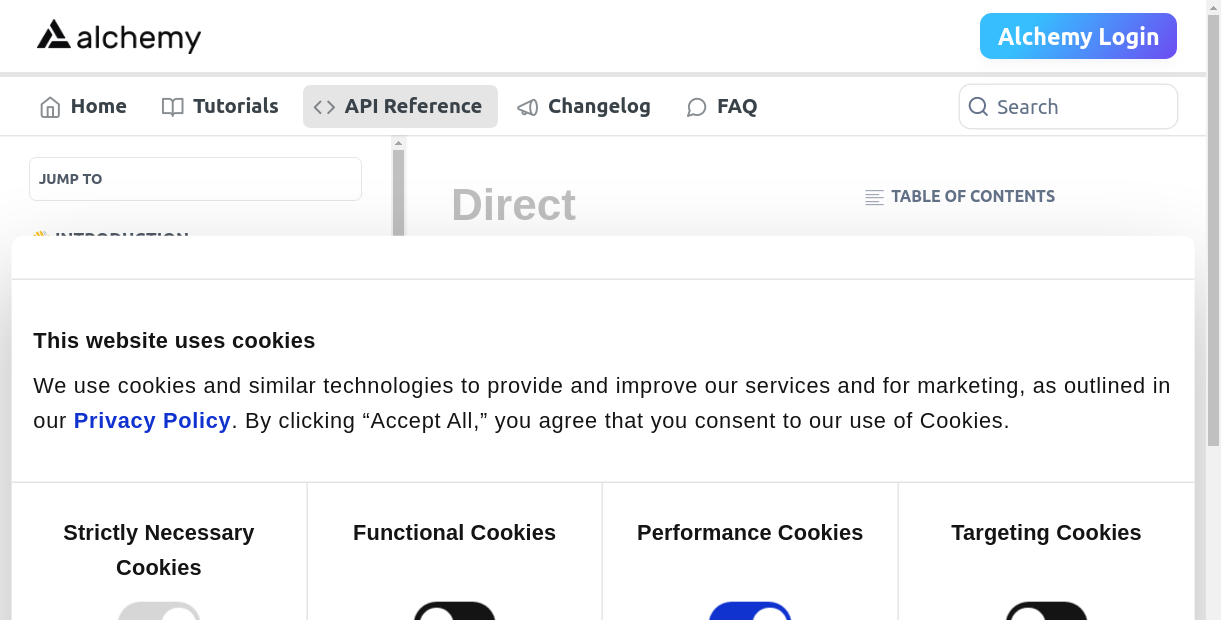 alchemy
Alchemy Login
Home
Tutorials
API Reference
Changelog
FAQ
Search
JUMP TO
Direct
TABLE OF CONTENTS
INTRODUCTION
This website uses cookies
We use cookies and similar technologies to provide and improve our services and for marketing, as outlined in
our Privacy Policy. By clicking “Accept All,” you agree that you consent to our use of Cookies.
Strictly Necessary
Cookies
Functional Cookies
Performance Cookies
Targeting Cookies